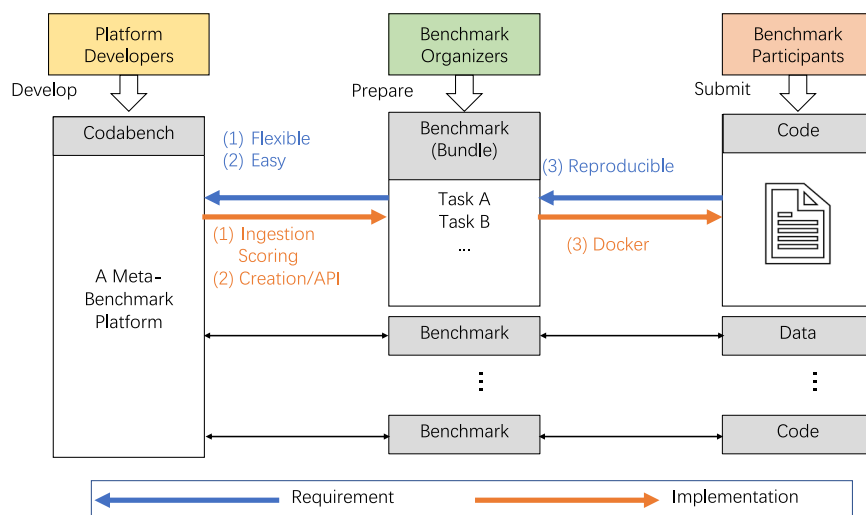 Platform
Developers
Benchmark
Organizers
Benchmark
Participants
Develop
Prepare
Submit
Codabench
Benchmark
(Bundle)
Code
(1) Flexible
(2) Easy
(3) Reproducible
Task A
Task B
...
(1) Ingestion
Scoring
(2) Creation/API
(3) Docker
A Meta-
Benchmark
Platform
Benchmark
Data
Benchmark
Code
Requirement
Implementation